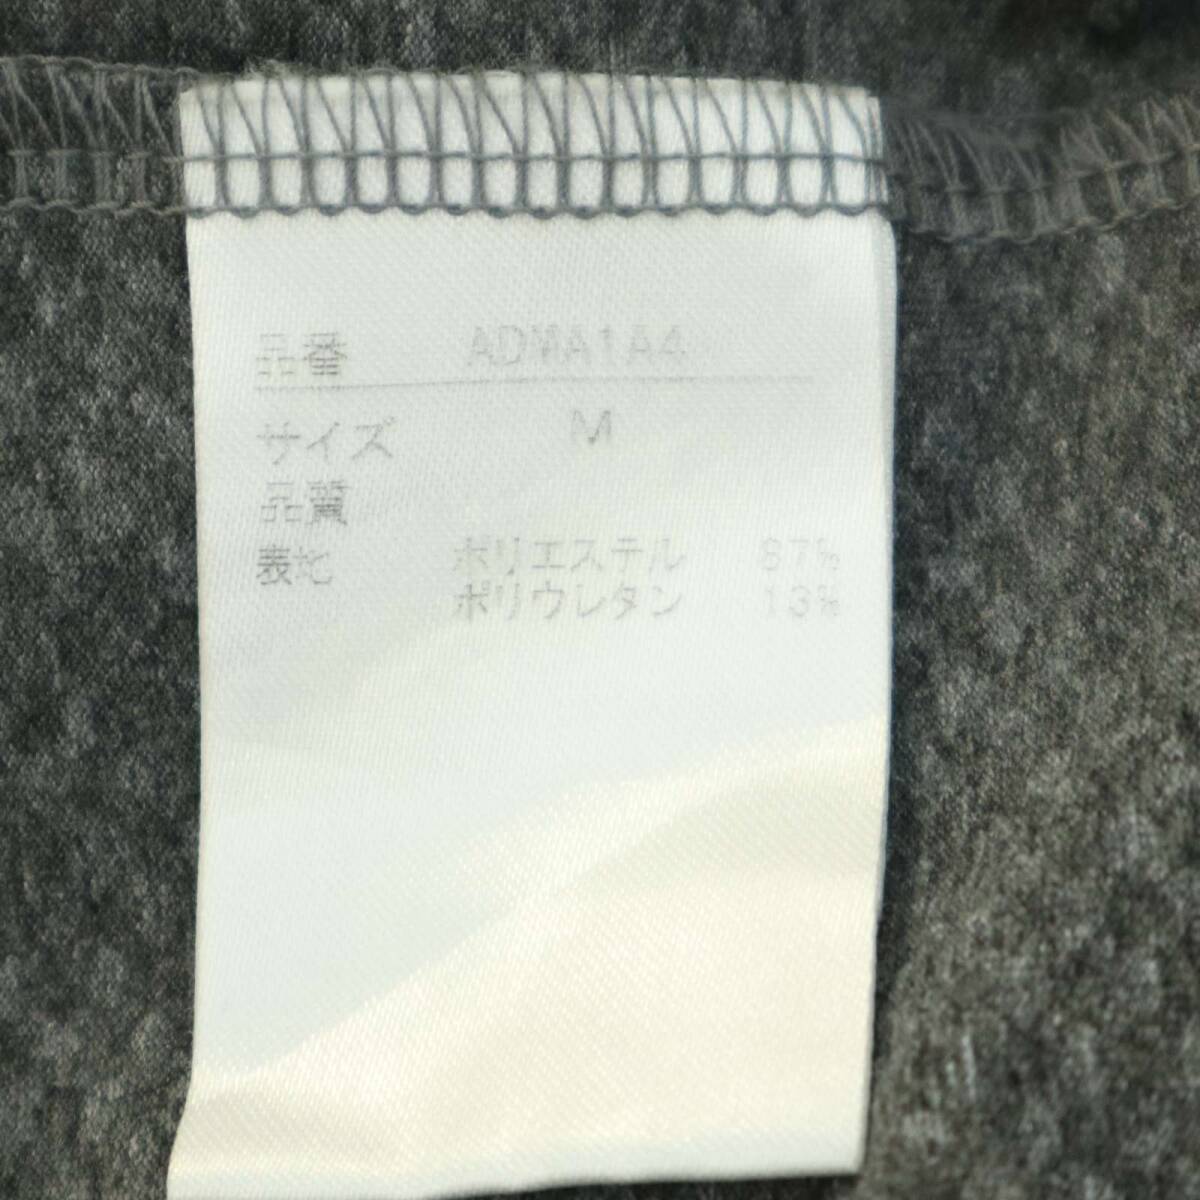 品番 ADMA1A4
サイズ M
品質
表地 ポリエステル 87%
ポリウレタン 13%